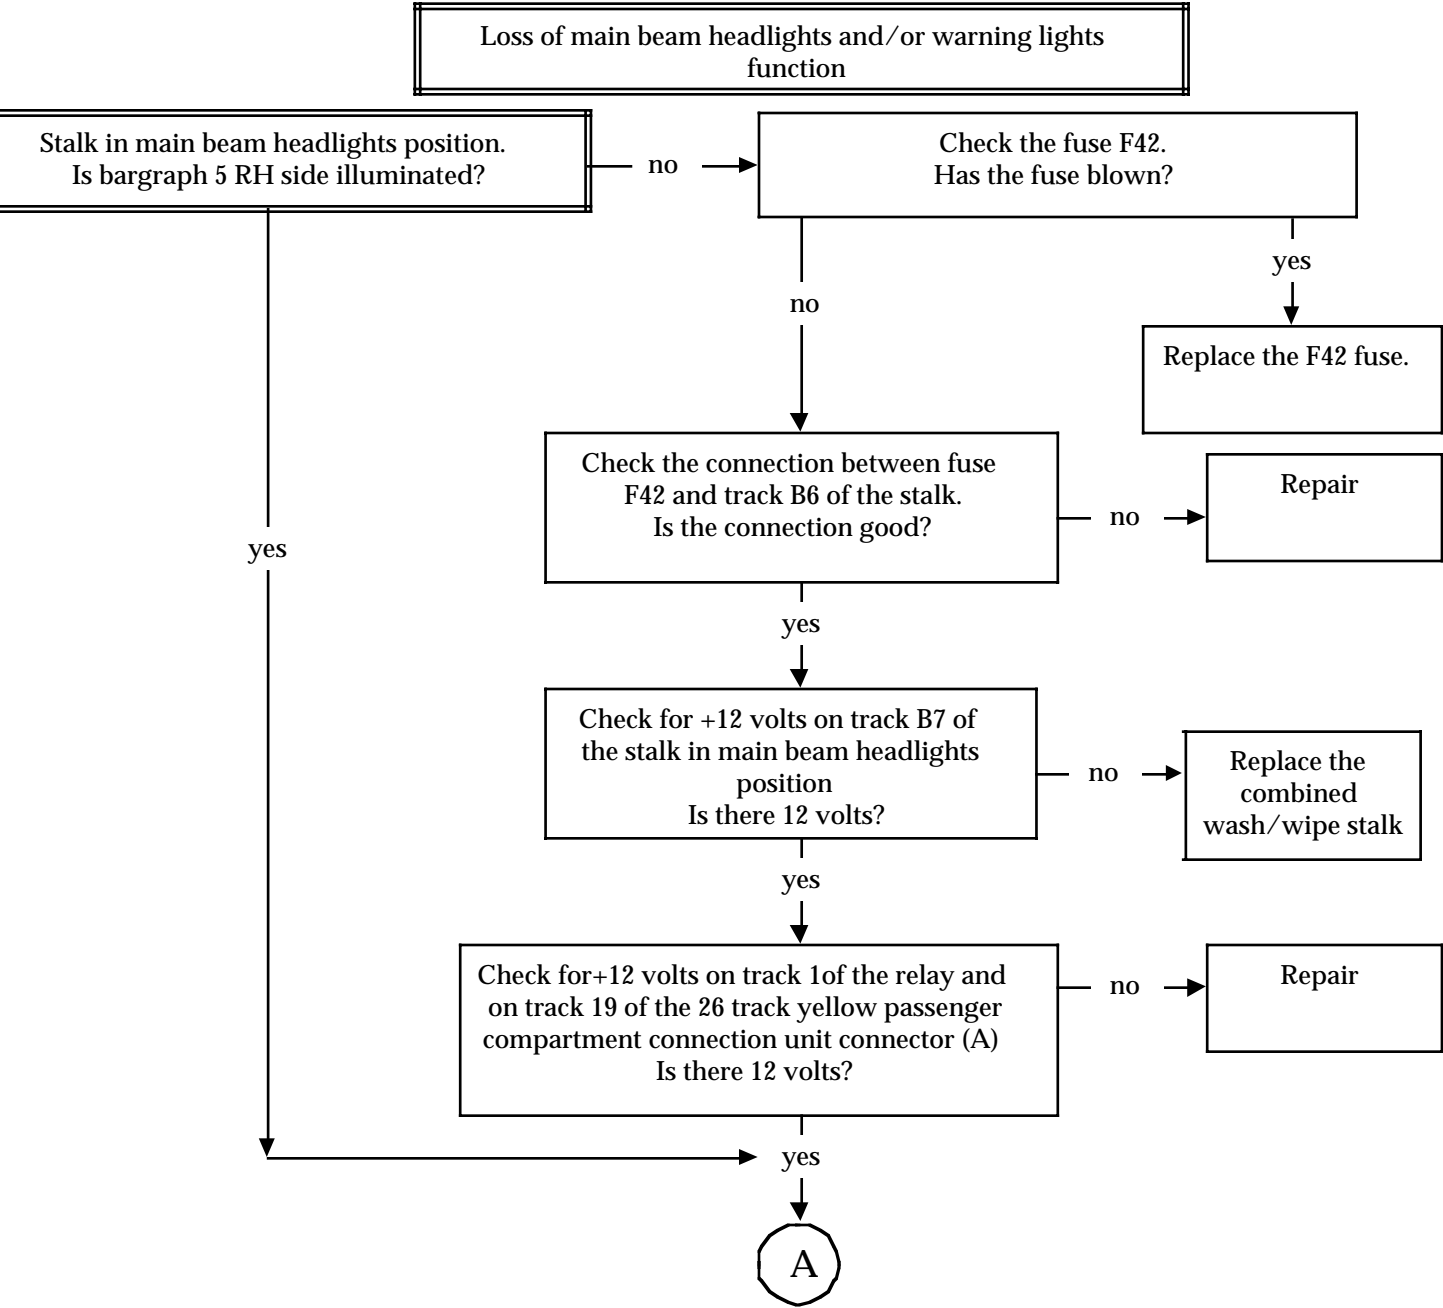 Loss of main beam headlights and/or warning lights
function
Stalk in main beam headlights position.
Is bargraph 5 RH side illuminated?
no
Check the fuse F42.
Has the fuse blown?
yes
no
Replace the F42 fuse.
Check the connection between fuse
F42 and track B6 of the stalk.
Is the connection good?
no
Repair
yes
yes
Check for +12 volts on track B7 of
the stalk in main beam headlights
position
Is there 12 volts?
no
Replace the
combined
wash/wipe stalk
yes
Check for+12 volts on track 1of the relay and
on track 19 of the 26 track yellow passenger
compartment connection unit connector (A)
Is there 12 volts?
no
Repair
yes
A